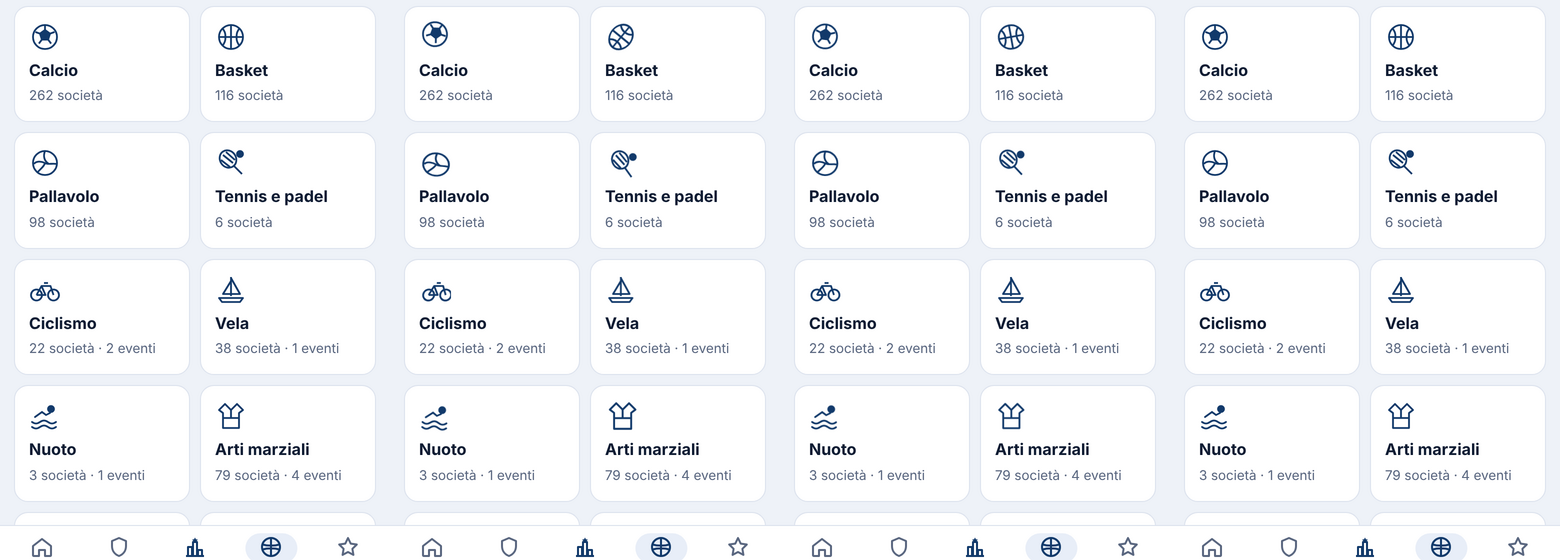 Calcio
262 società
Basket
116 società
Pallavolo
98 società
Tennis e padel
6 società
Ciclismo
22 società · 2 eventi
Vela
38 società · 1 eventi
Nuoto
3 società · 1 eventi
Arti marziali
79 società · 4 eventi
Calcio
262 società
Basket
116 società
Pallavolo
98 società
Tennis e padel
6 società
Ciclismo
22 società · 2 eventi
Vela
38 società · 1 eventi
Nuoto
3 società · 1 eventi
Arti marziali
79 società · 4 eventi
Calcio
262 società
Basket
116 società
Pallavolo
98 società
Tennis e padel
6 società
Ciclismo
22 società · 2 eventi
Vela
38 società · 1 eventi
Nuoto
3 società · 1 eventi
Arti marziali
79 società · 4 eventi
Calcio
262 società
Basket
116 società
Pallavolo
98 società
Tennis e padel
6 società
Ciclismo
22 società · 2 eventi
Vela
38 società · 1 eventi
Nuoto
3 società · 1 eventi
Arti marziali
79 società · 4 eventi